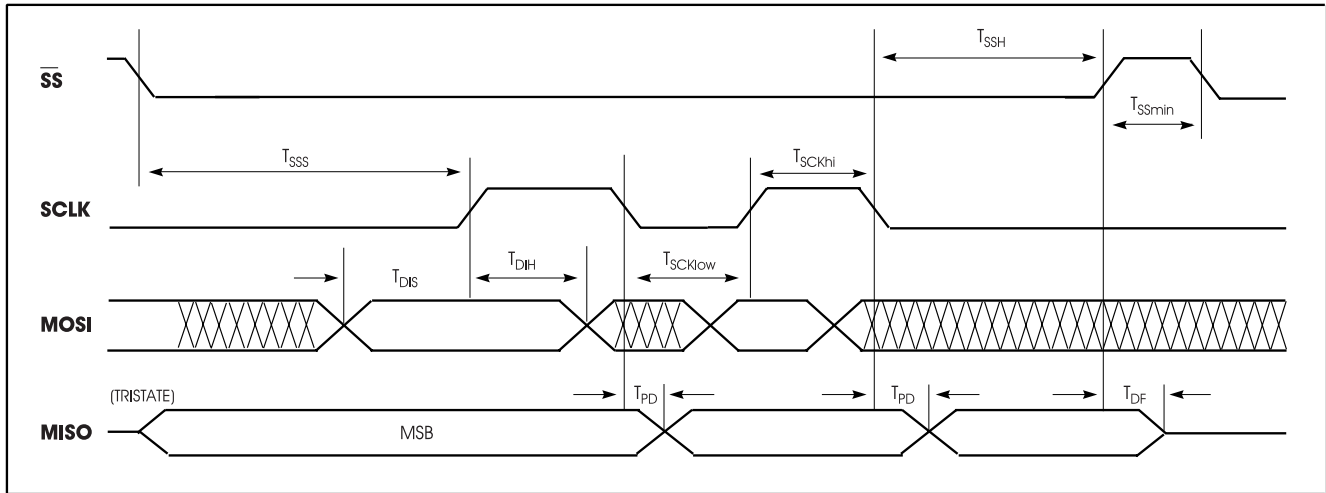 T_SSH
SS
T_SSmin
T_SSS
T_SCKhi
SCLK
T_DIS
T_DIH
T_SCKlow
MOSI
(TRISTATE)
T_PD
T_PD
T_DF
MISO
MSB